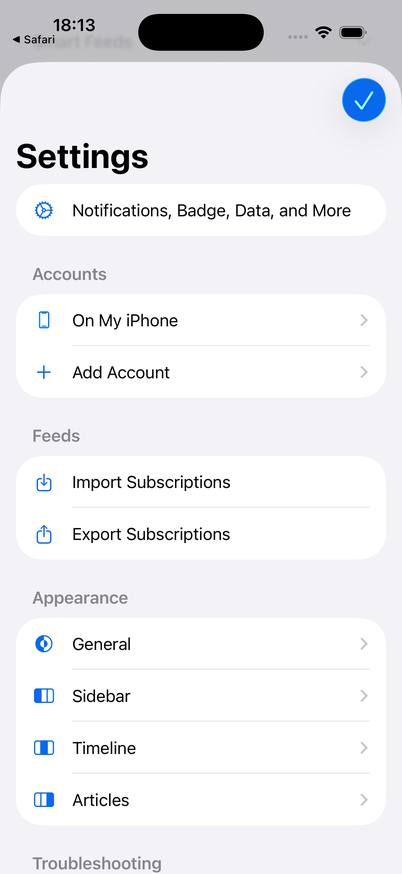 18:13
Safari
Settings
Notifications, Badge, Data, and More
Accounts
On My iPhone
Add Account
Feeds
Import Subscriptions
Export Subscriptions
Appearance
General
Sidebar
Timeline
Articles
Troubleshooting